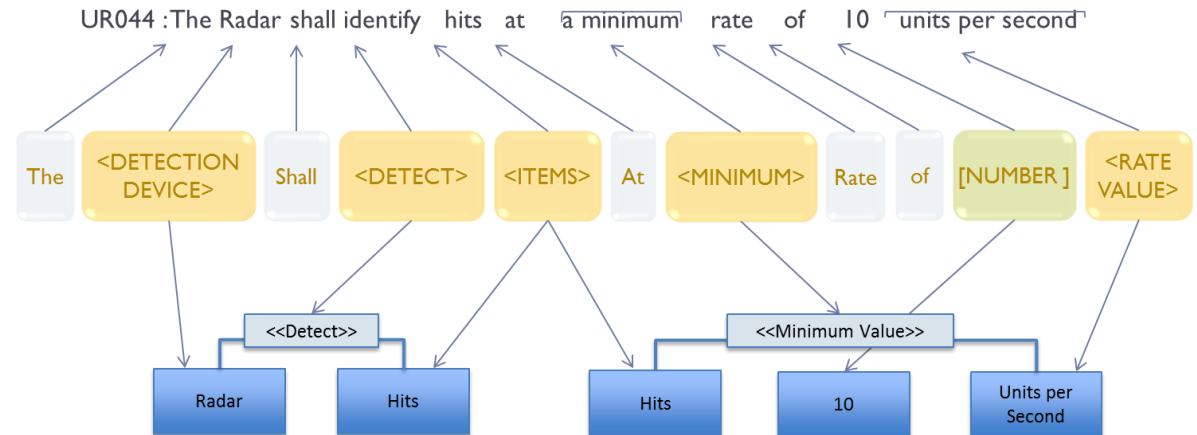 UR044 : The Radar shall identify hits at a minimum rate of 10 units per second
The <DETECTION DEVICE> Shall <DETECT> <ITEMS> At <MINIMUM> Rate of [NUMBER ] <RATE VALUE>
<<Detect>> <<Minimum Value>>
Radar Hits Hits 10 Units per Second